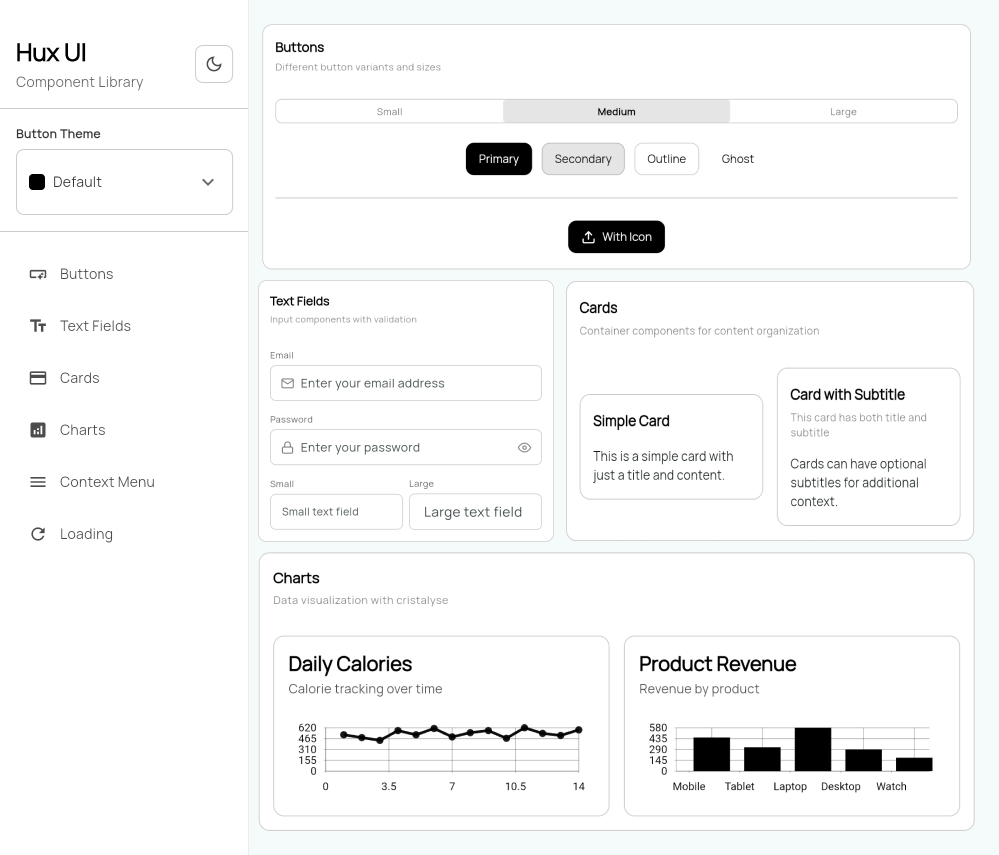 Hux UI
Component Library
Button Theme
Default
Buttons
Text Fields
Cards
Charts
Context Menu
Loading
Buttons
Different button variants and sizes
Small Medium Large
Primary Secondary Outline Ghost
With Icon
Text Fields
Input components with validation
Email
Enter your email address
Password
Enter your password
Small Large
Small text field Large text field
Cards
Container components for content organization
Simple Card
This is a simple card with
just a title and content.
Card with Subtitle
This card has both title and
subtitle
Cards can have optional
subtitles for additional
context.
Charts
Data visualization with cristalyse
Daily Calories
Calorie tracking over time
620
465
310
155
0
0 3.5 7 10.5 14
Product Revenue
Revenue by product
580
435
290
145
0
Mobile Tablet Laptop Desktop Watch